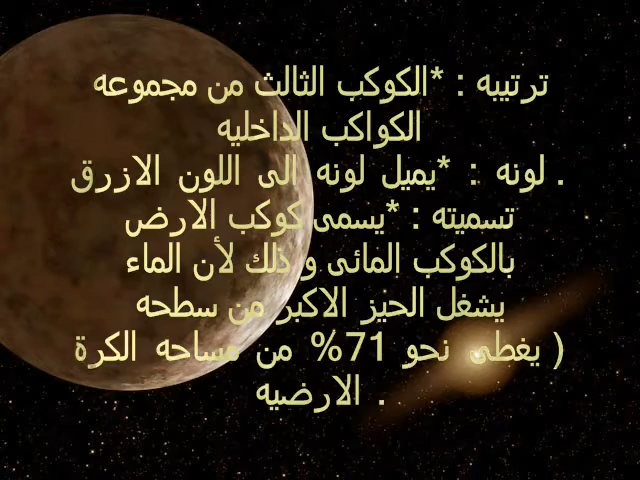 ترتيبه : *الكوكب الثالث من مجموعه
الكواكب الداخليه
لونه : *يميل لونه الى اللون الازرق .
تسميته : *يسمى كوكب الارض
بالكوكب المائى و ذلك لأن الماء
يشغل الحيز الاكبر من سطحه
( يغطى نحو 71% من مساحه الكرة
الارضيه .